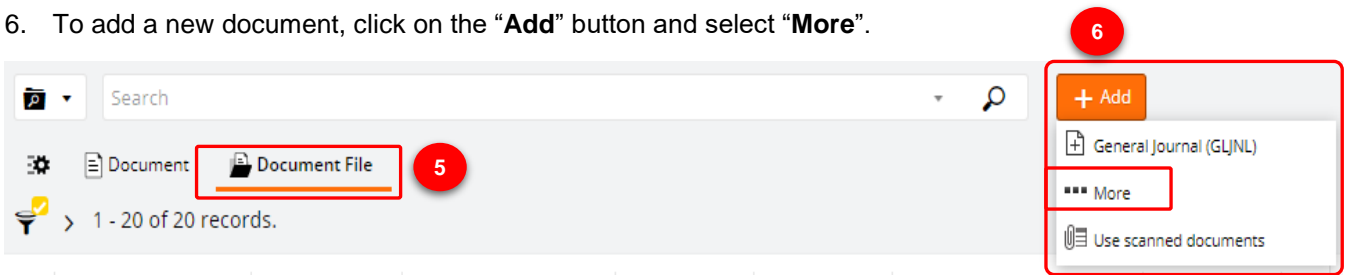 6. To add a new document, click on the “Add” button and select “More”.
6
Search
+ Add
General Journal (GLJNL)
Document
Document File
5
More
1 - 20 of 20 records.
Use scanned documents